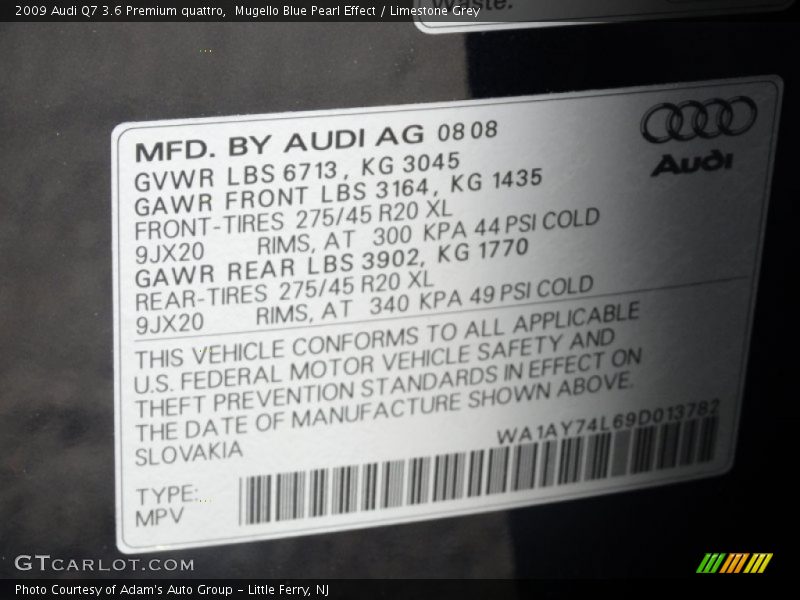 2009 Audi Q7 3.6 Premium quattro,  Mugello Blue Pearl Effect / Limestone Grey
waste.
MFD. BY AUDI AG 08 08
GVWR LBS 6713, KG 3045
GAWR FRONT LBS 3164, KG 1435
FRONT-TIRES 275/45 R20 XL
9JX20 RIMS, AT 300 KPA 44 PSI COLD
GAWR REAR LBS 3902, KG 1770
REAR-TIRES 275/45 R20 XL
9JX20 RIMS, AT 340 KPA 49 PSI COLD
Audi
THIS VEHICLE CONFORMS TO ALL APPLICABLE
U.S. FEDERAL MOTOR VEHICLE SAFETY AND
THEFT PREVENTION STANDARDS IN EFFECT ON
THE DATE OF MANUFACTURE SHOWN ABOVE.
SLOVAKIA
WA1AY74L69D013782
TYPE:
MPV
GTCARLOT.COM
Photo Courtesy of Adam's Auto Group - Little Ferry, NJ